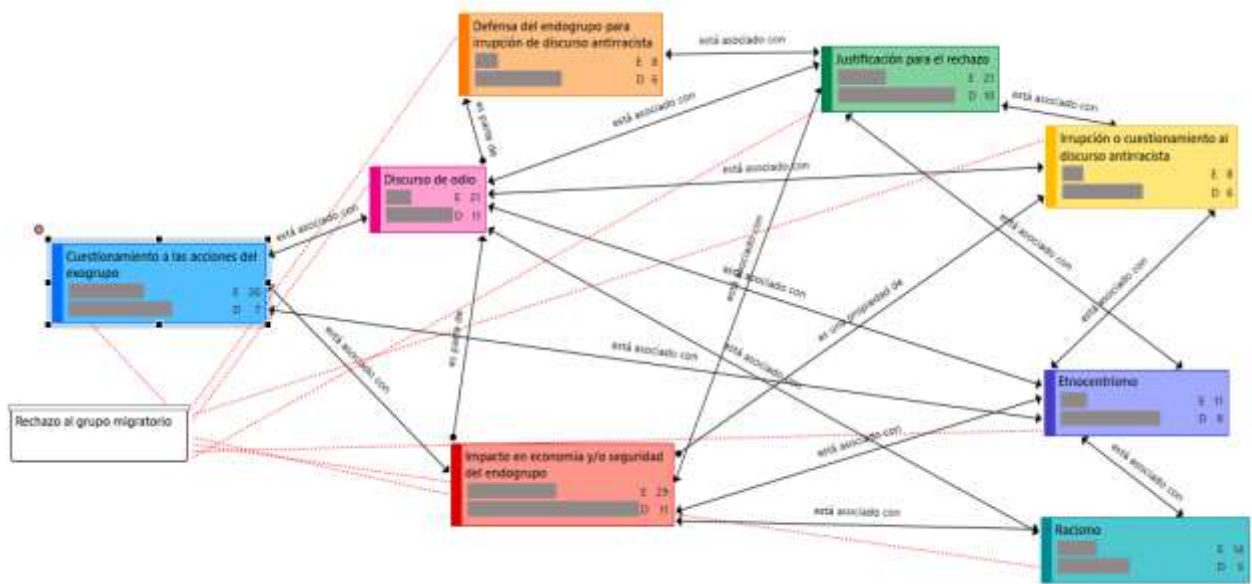 Defensa del endogrupo para
irrupción de discurso antirracista
E 8
D 6
está asociado con
Justificación para el rechazo
E 21
D 10
está asociado con
Irrupción o cuestionamiento al
discurso antirracista
E 8
D 6
es parte de
está asociado con
Discurso de odio
E 21
D 11
está asociado con
está asociado con
Cuestionamiento a las acciones del
exogrupo
E 20
D 7
está asociado con
está asociado con
está asociado con
es una propiedad de
está asociado con
es parte de
está asociado con
está asociado con
está asociado con
Etnocentrismo
E 11
D 8
Rechazo al grupo migratorio
está asociado con
está asociado con
Impacto en economía y/o seguridad
del endogrupo
E 29
D 11
está asociado con
Racismo
E 14
D 5